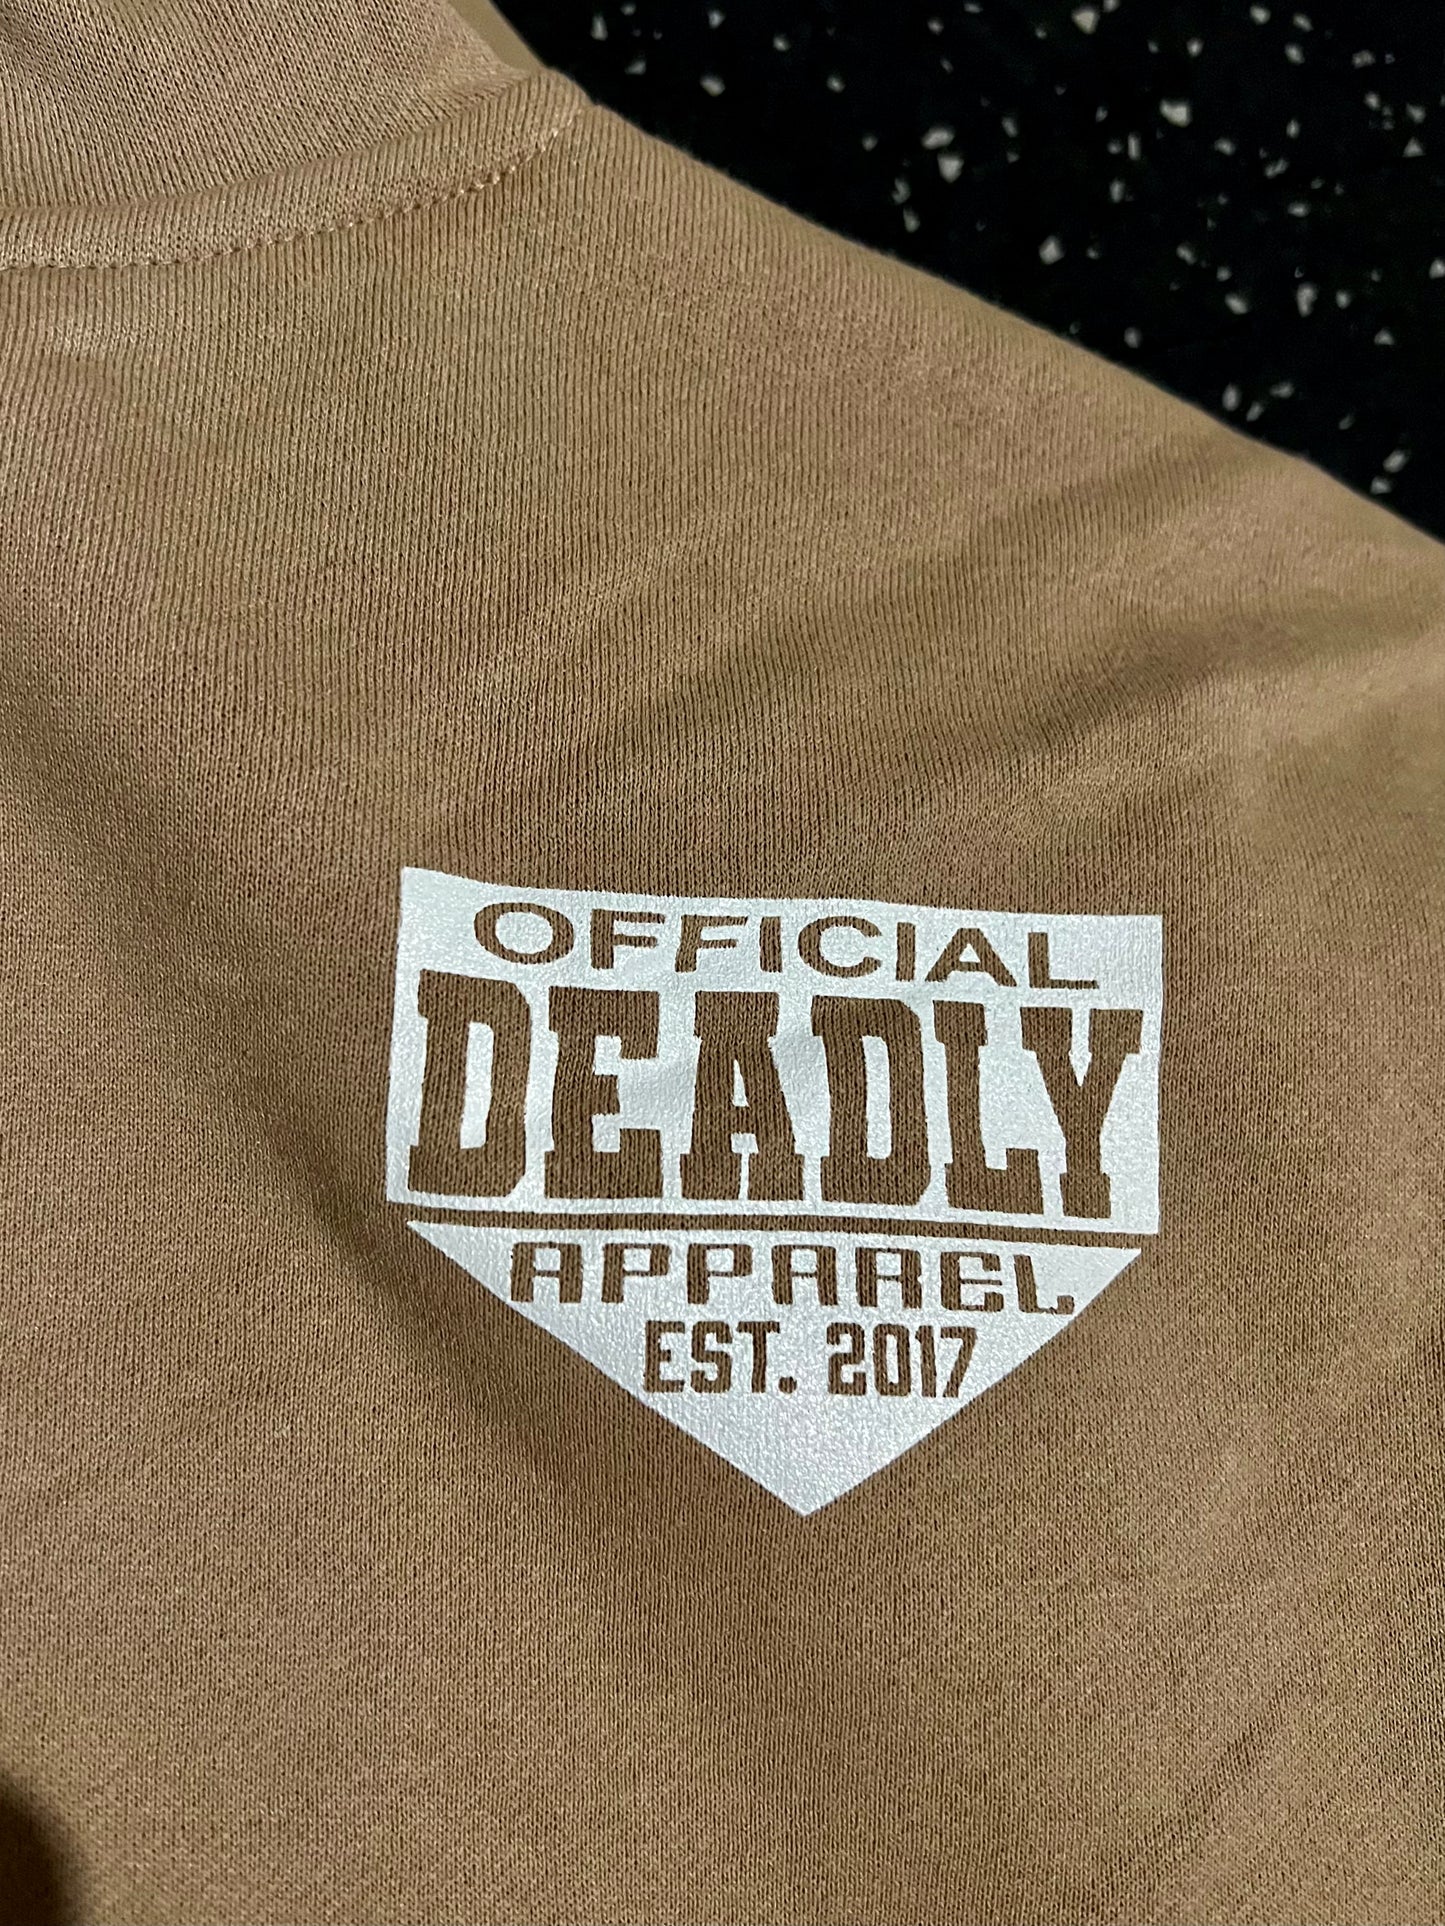 OFFICIAL
DEADLY
APPAREL
EST. 2017